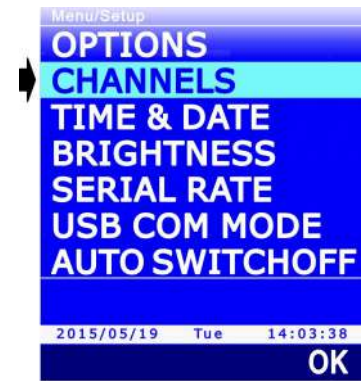 Menu/Setup
OPTIONS
CHANNELS
TIME & DATE
BRIGHTNESS
SERIAL RATE
USB COM MODE
AUTO SWITCHOFF
2015/05/19 Tue 14:03:38
OK